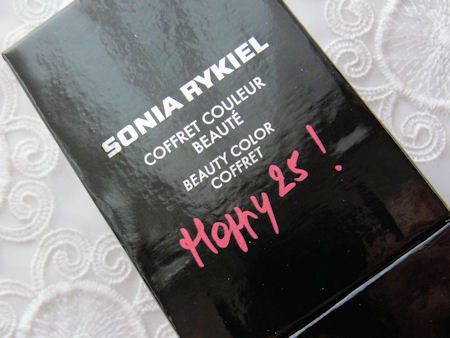 SONIA RYKIEL
COFFRET COULEUR
BEAUTÉ
BEAUTY COLOR
COFFRET
Happy 25!